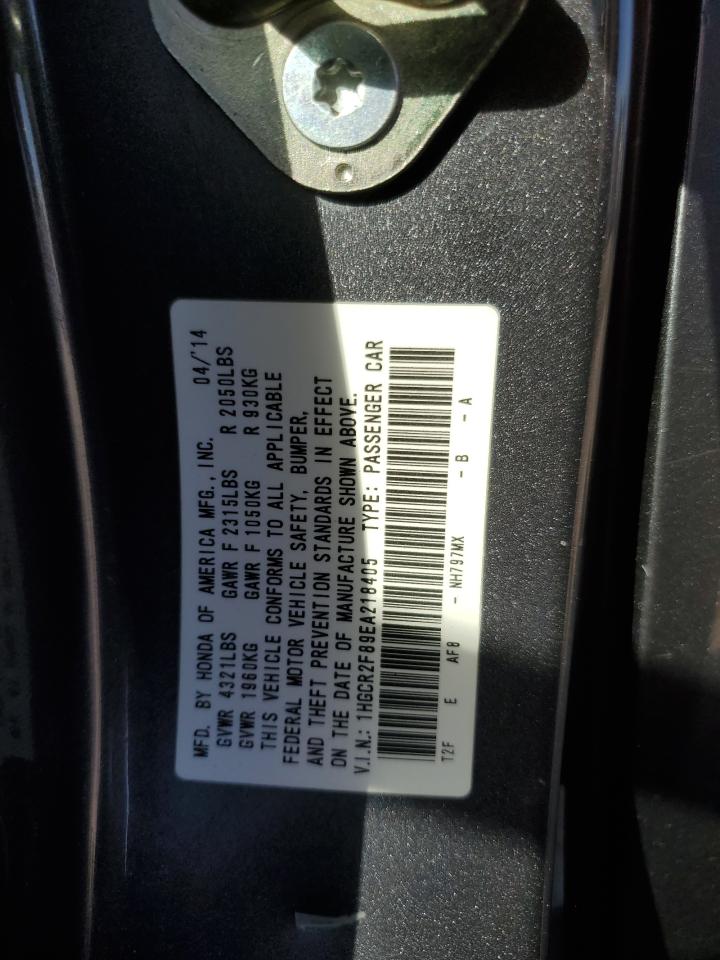 MFD. BY HONDA OF AMERICA MFG., INC. 04/'14
GVWR 4321LBS GAWR F 2315LBS R 2050LBS
GVWR 1960KG GAWR F 1050KG R 930KG
THIS VEHICLE CONFORMS TO ALL APPLICABLE
FEDERAL MOTOR VEHICLE SAFETY, BUMPER,
AND THEFT PREVENTION STANDARDS IN EFFECT
ON THE DATE OF MANUFACTURE SHOWN ABOVE.
V.I.N.: 1HGCR2F89EA218405 TYPE: PASSENGER CAR
T2F E AF8 - NH797MX - B - A